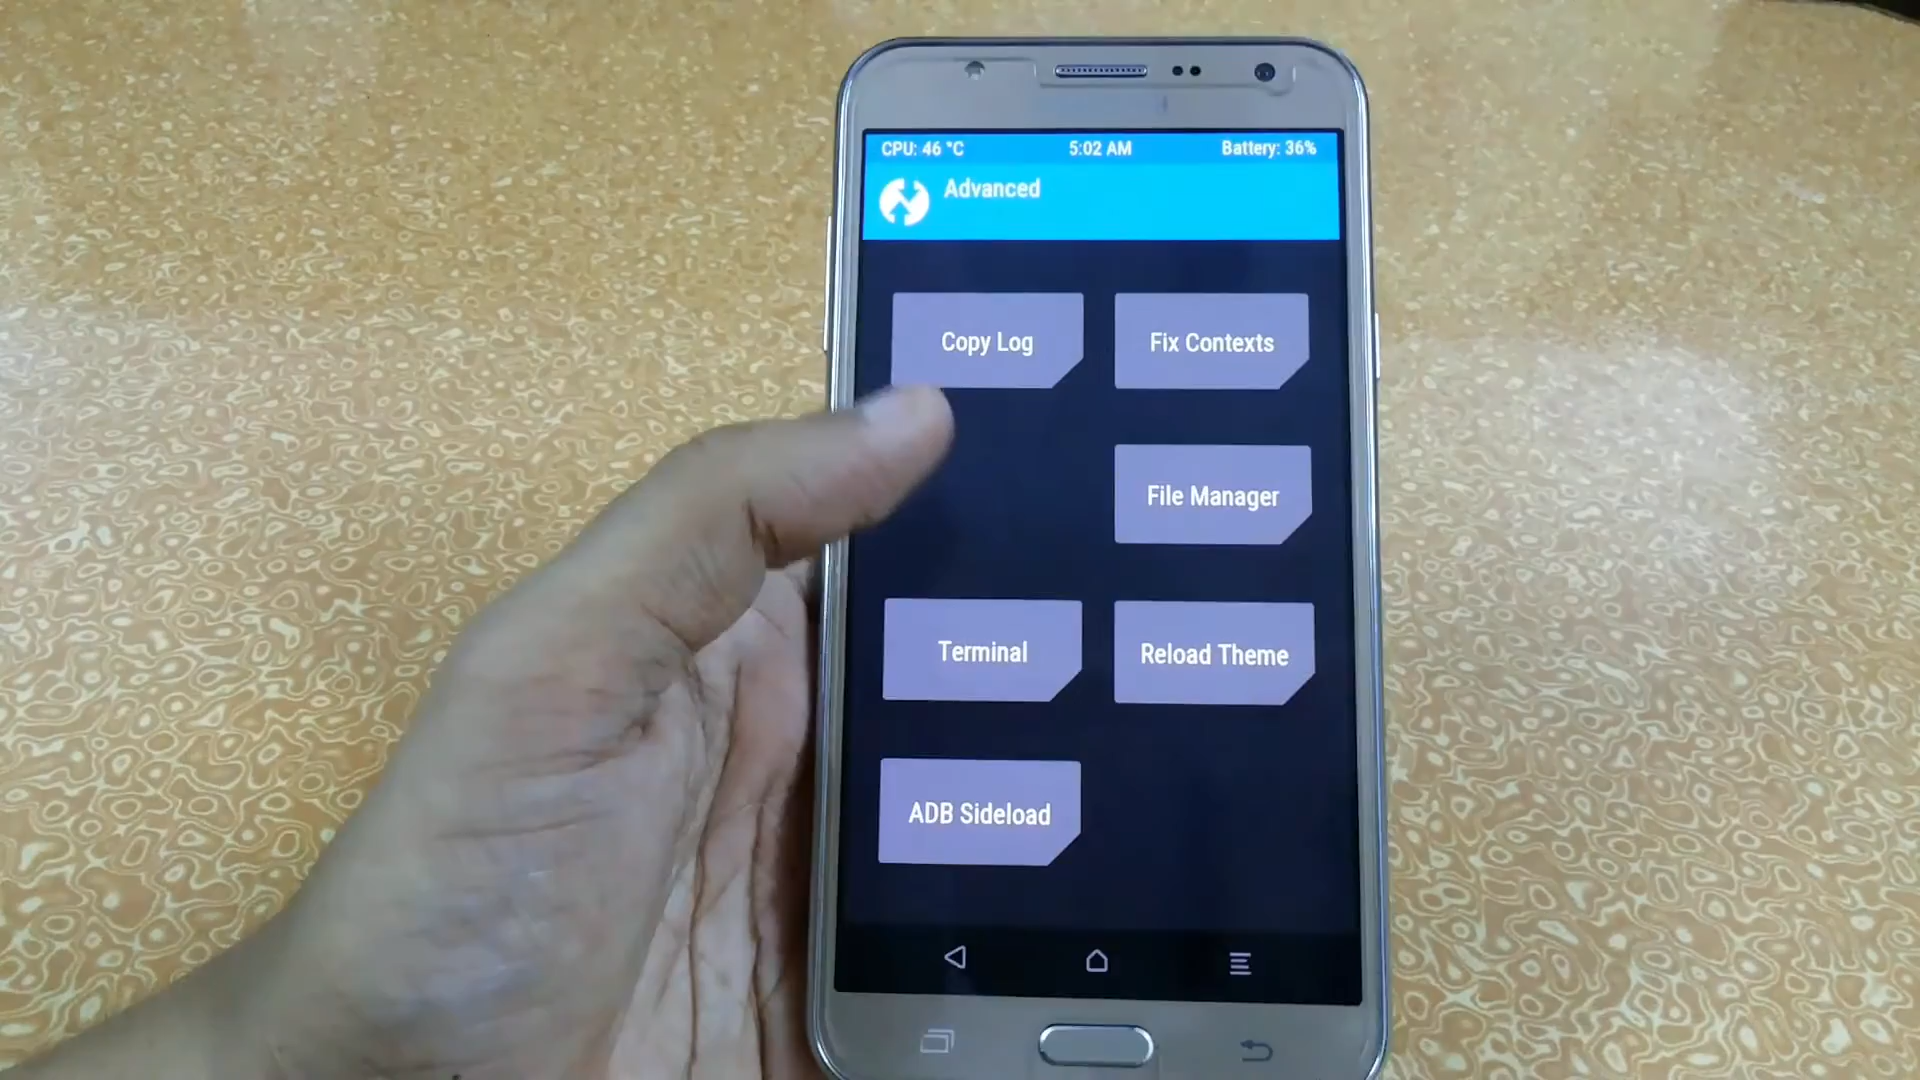 CPU: 46 °C 5:02 AM Battery: 36%
Advanced
Copy Log Fix Contexts
File Manager
Terminal Reload Theme
ADB Sideload